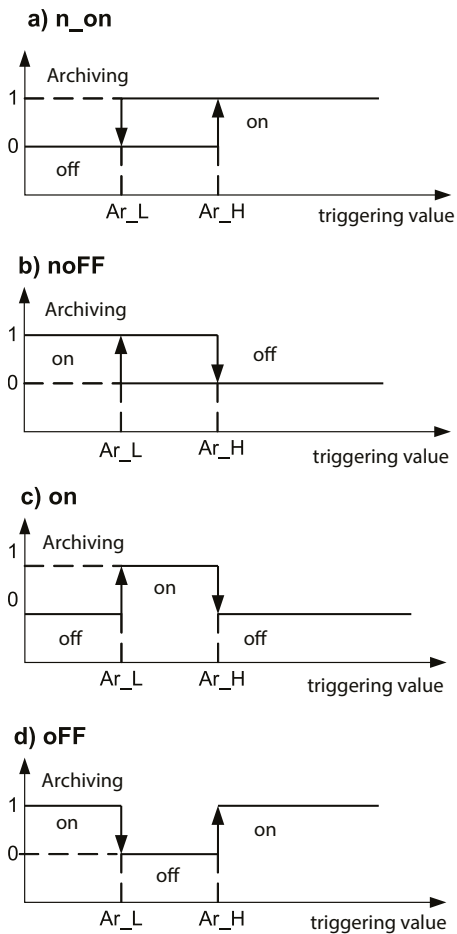 a) n_on
Archiving
1
on
0
off
Ar_L
Ar_H
triggering value
b) noFF
Archiving
1
on
off
0
Ar_L
Ar_H
triggering value
c) on
Archiving
1
on
0
off
off
Ar_L
Ar_H
triggering value
d) oFF
Archiving
1
on
on
0
off
Ar_L
Ar_H
triggering value